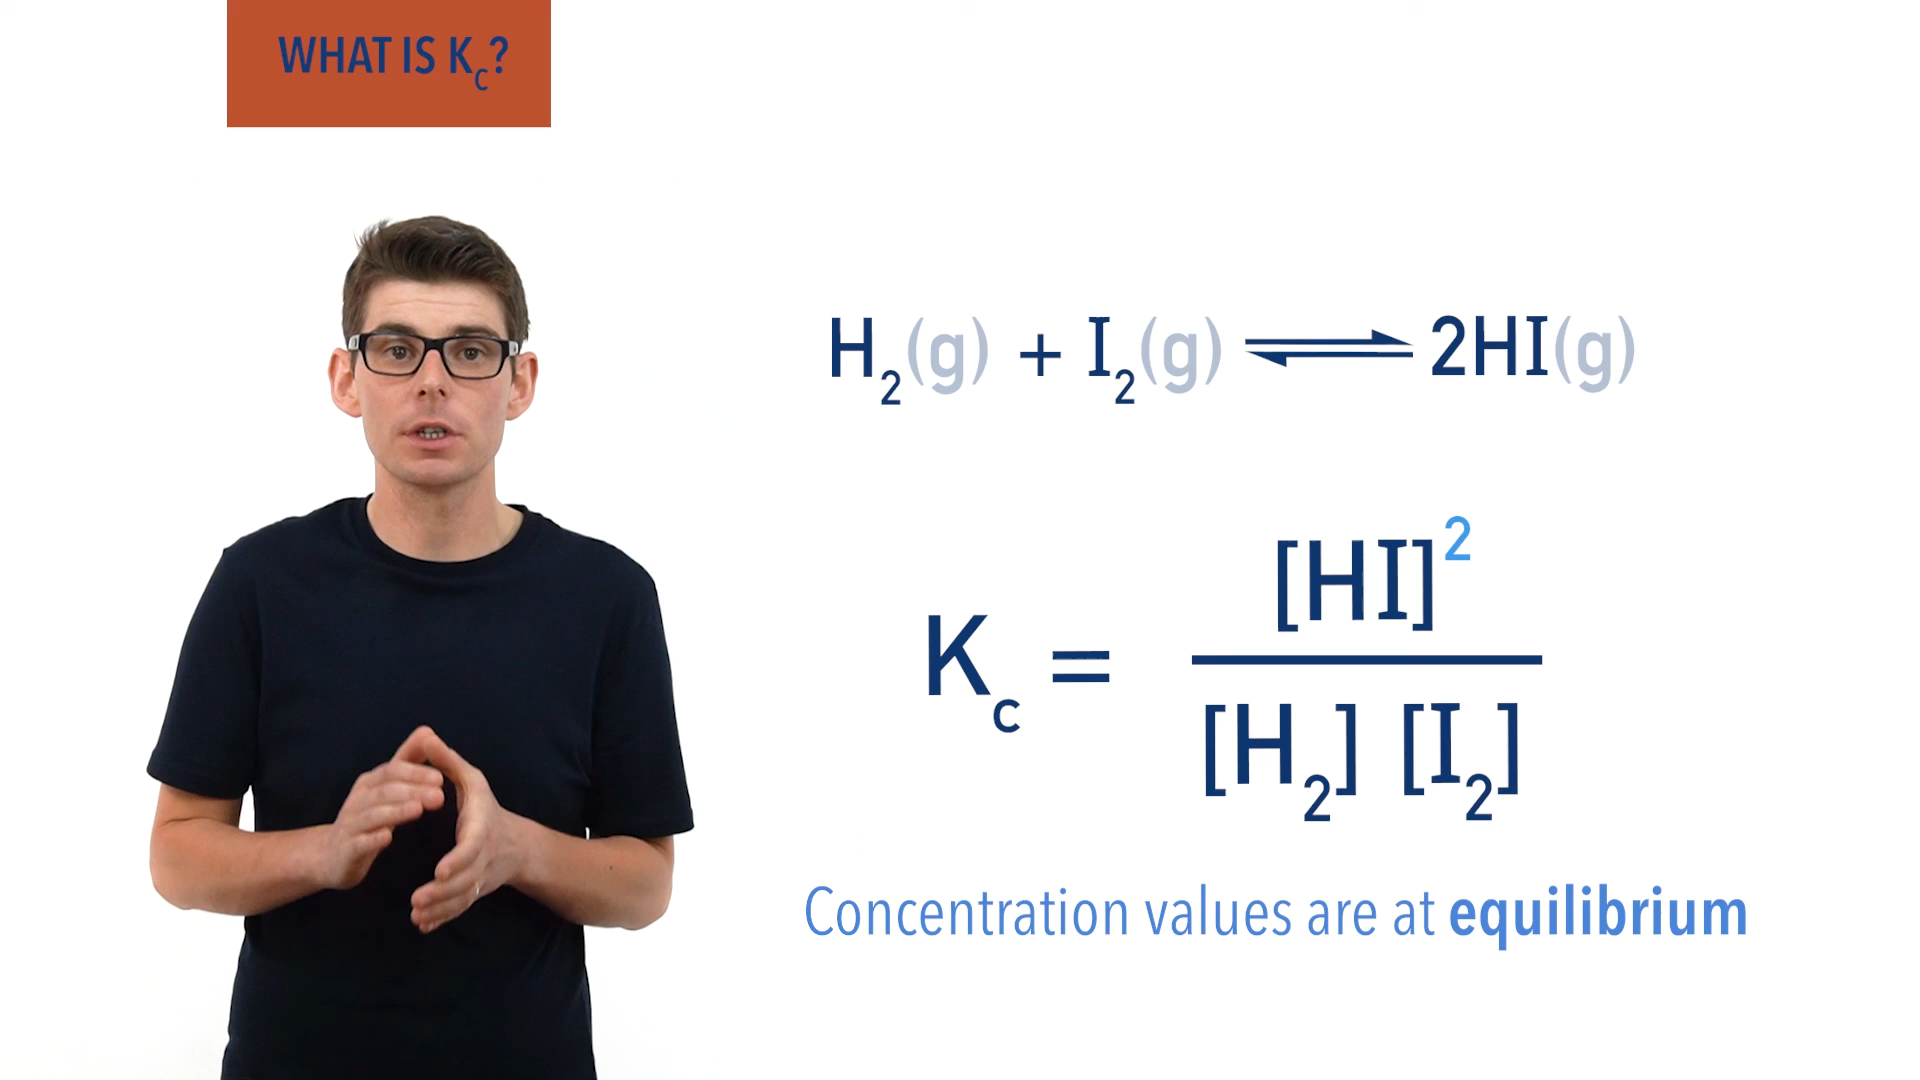 WHAT IS Kc?
H₂(g) + I₂(g) ⇌ 2HI(g)
[HI]²
Kc =
[H₂] [I₂]
Concentration values are at equilibrium